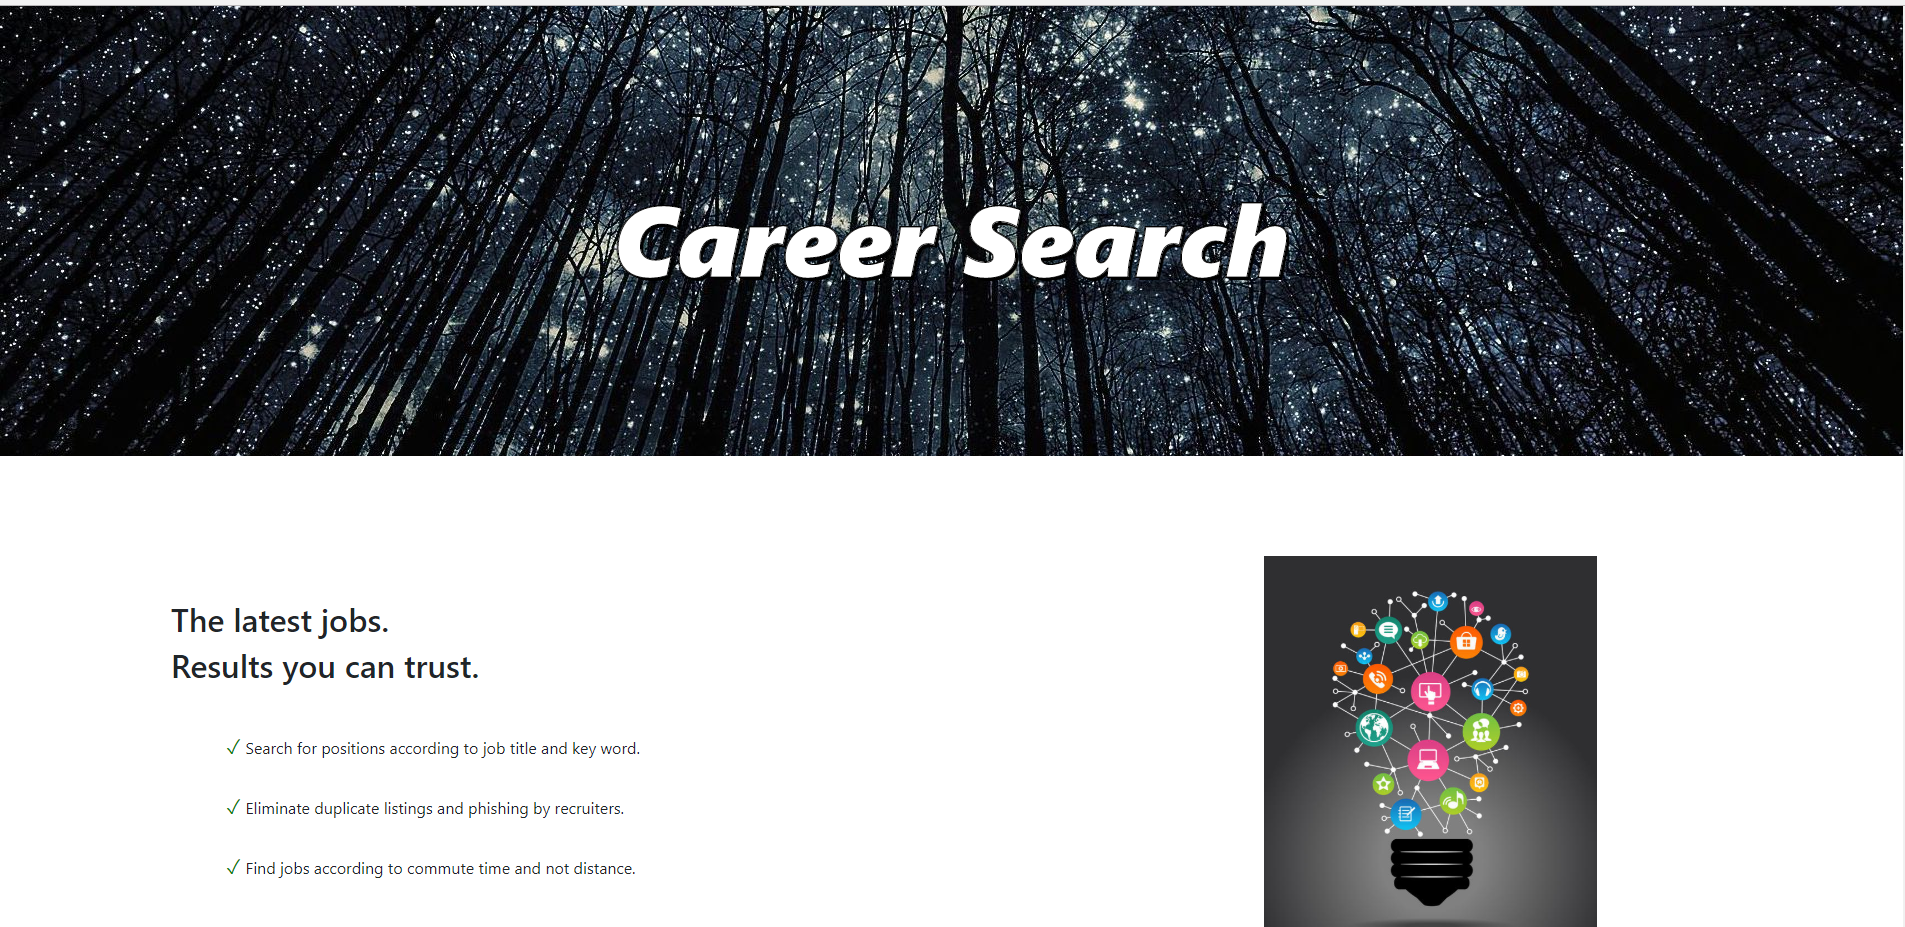 Career Search
The latest jobs.
Results you can trust.
✓ Search for positions according to job title and key word.
✓ Eliminate duplicate listings and phishing by recruiters.
✓ Find jobs according to commute time and not distance.